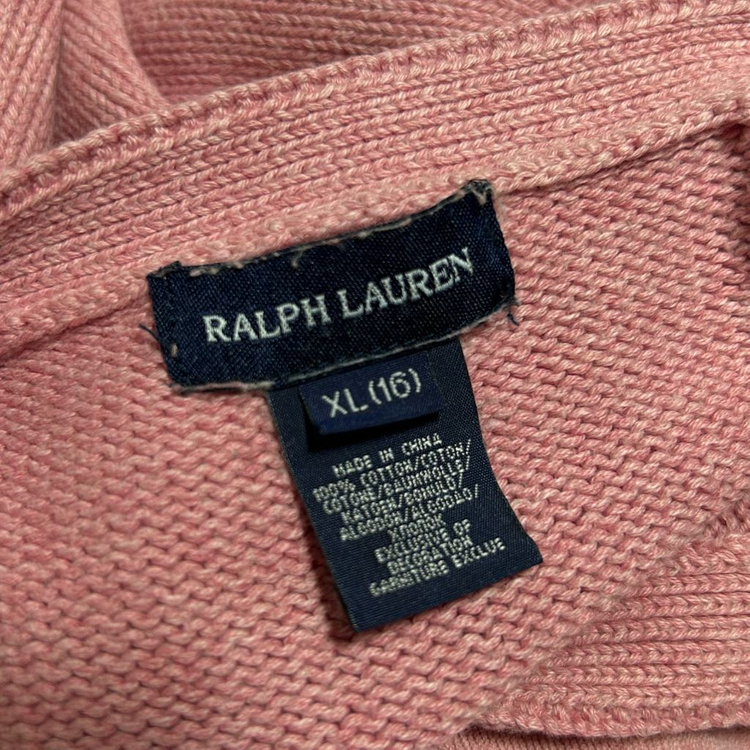 RALPH LAUREN
XL(16)
MADE IN CHINA
100% COTTON/COTON/
COTONE/BAUMWOLLE/
KATOEN/BOMULD/
ALGODON/ALGODAO/
EXCLUSIVE OF
DECORATION
GARNITURE EXCLUE